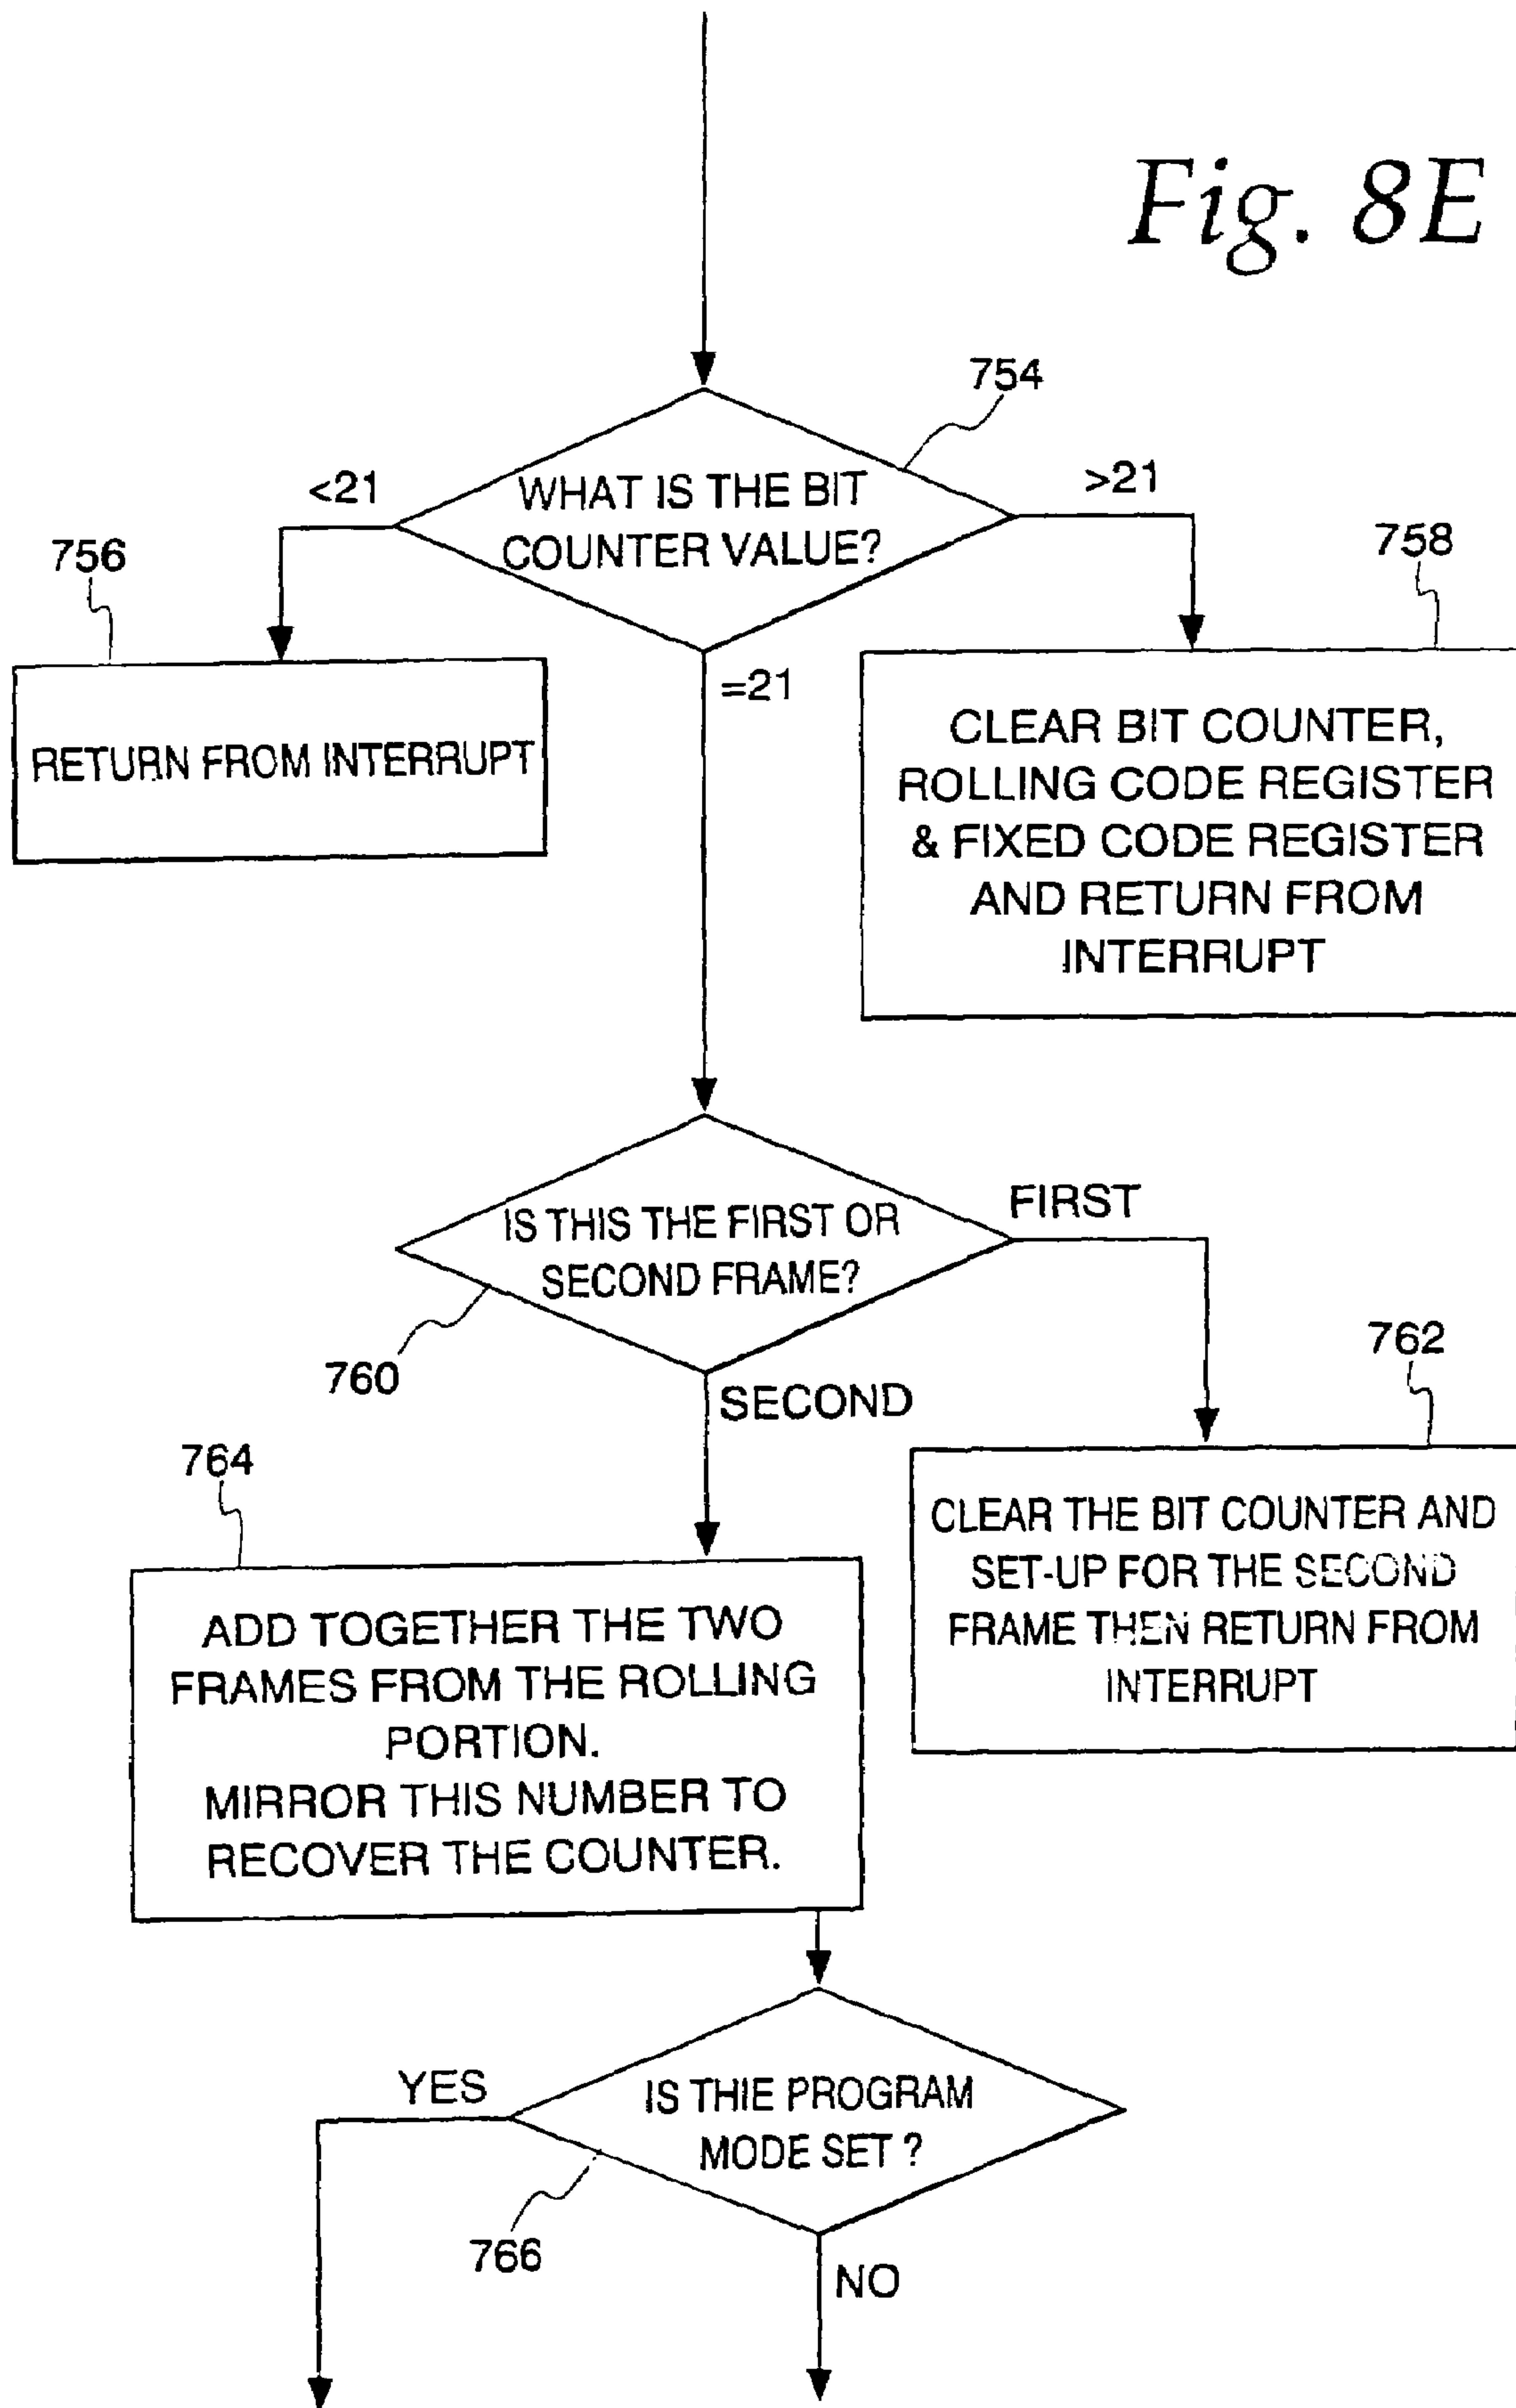 Fig. 8E
754
<21
WHAT IS THE BIT
COUNTER VALUE?
>21
756
758
=21
RETURN FROM INTERRUPT
CLEAR BIT COUNTER,
ROLLING CODE REGISTER
& FIXED CODE REGISTER
AND RETURN FROM
INTERRUPT
IS THIS THE FIRST OR
SECOND FRAME?
FIRST
760
SECOND
762
764
CLEAR THE BIT COUNTER AND
SET-UP FOR THE SECOND
FRAME THEN RETURN FROM
INTERRUPT
ADD TOGETHER THE TWO
FRAMES FROM THE ROLLING
PORTION.
MIRROR THIS NUMBER TO
RECOVER THE COUNTER.
YES
IS THIE PROGRAM
MODE SET ?
766
NO